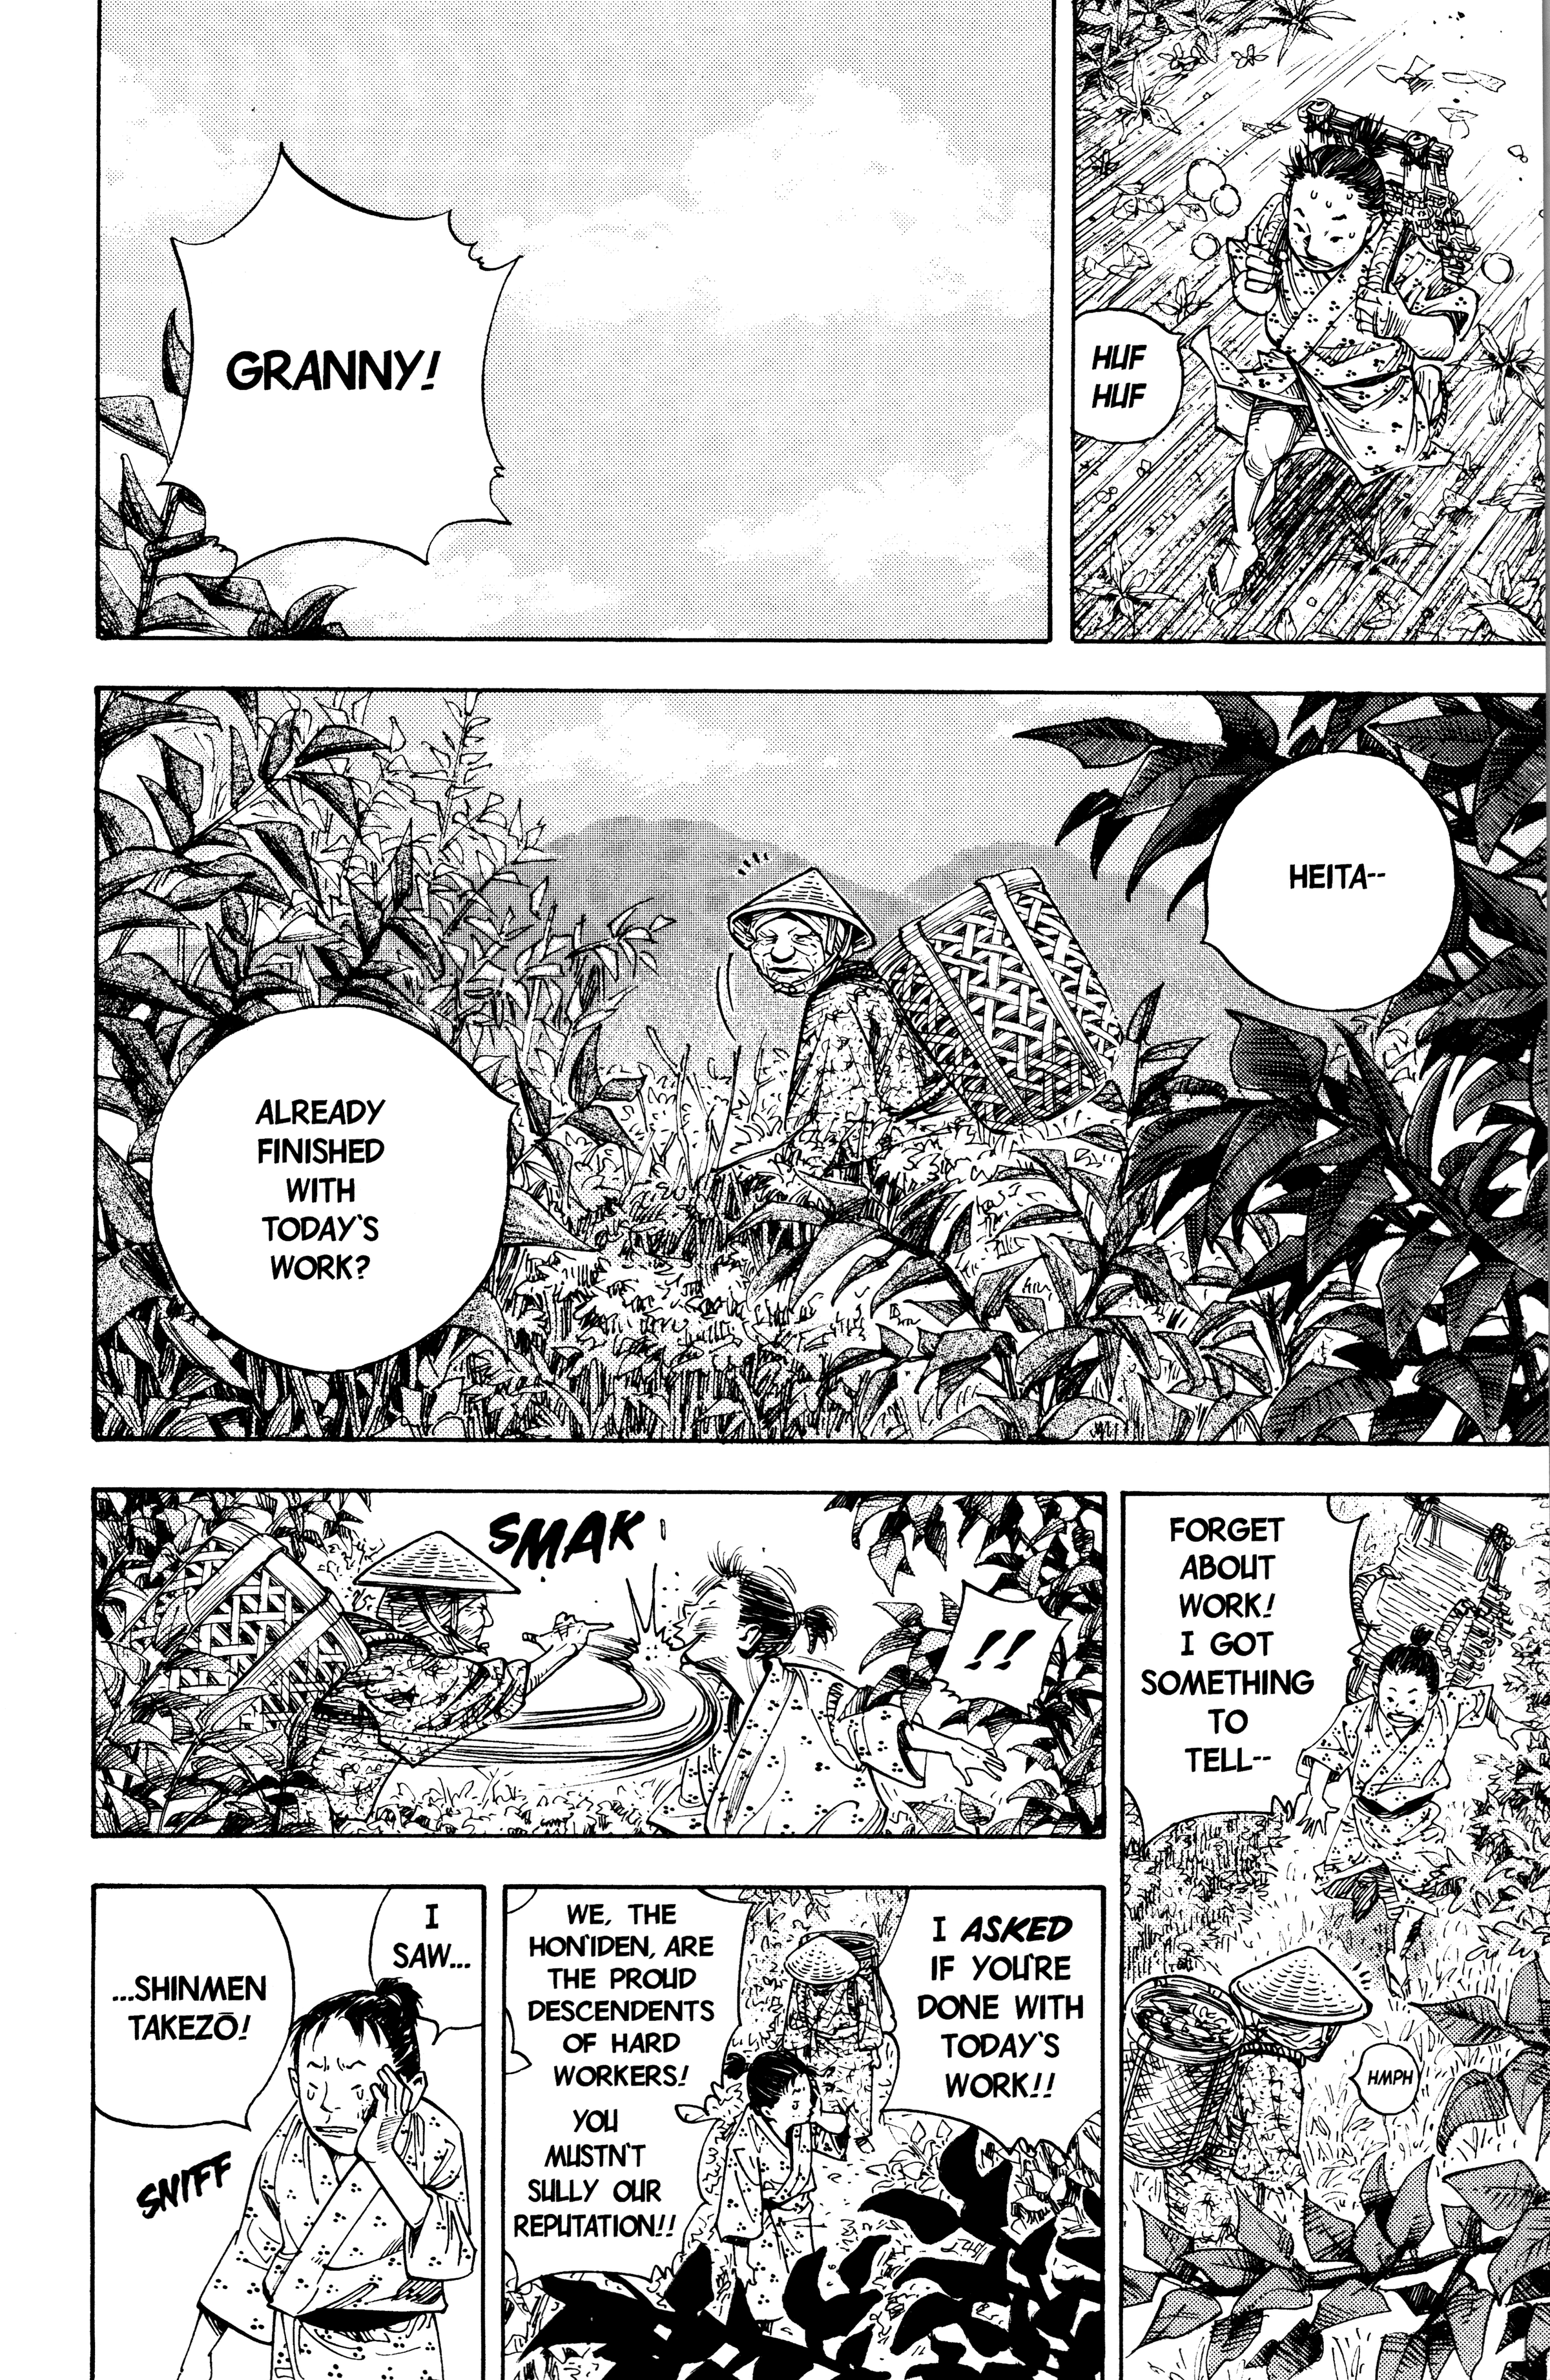 HUF
HUF
GRANNY!
HEITA--
ALREADY
FINISHED
WITH
TODAY'S
WORK?
FORGET
ABOUT
WORK!
I GOT
SOMETHING
TO
TELL--
HMPH
SMAK
!!
I ASKED
IF YOU'RE
DONE WITH
TODAY'S
WORK!!
WE, THE
HON'IDEN, ARE
THE PROUD
DESCENDENTS
OF HARD
WORKERS!
YOU
MUSTN'T
SULLY OUR
REPUTATION!!
I
SAW...
...SHINMEN
TAKEZŌ!
SNIFF